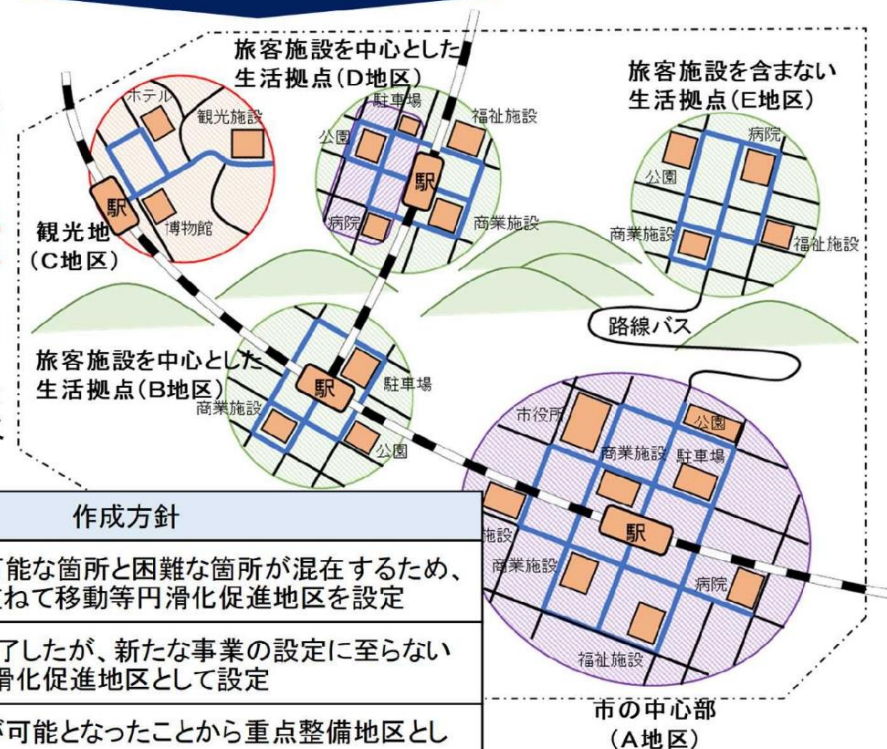 旅客施設を中心とした
生活拠点(D地区)
駐車場
福祉施設
公園
駅
病院
商業施設
ホテル
観光施設
駅
博物館
観光地
(C地区)
旅客施設を含まない
生活拠点(E地区)
病院
公園
商業施設
福祉施設
路線バス
旅客施設を中心とした
生活拠点(B地区)
駅
駐車場
商業施設
公園
市役所
公園
商業施設
駐車場
施設
駅
商業施設
病院
福祉施設
市の中心部
(A地区)
作成方針
能な箇所と困難な箇所が混在するため、
ねて移動等円滑化促進地区を設定
了したが、新たな事業の設定に至らない
滑化促進地区として設定
が可能となったことから重点整備地区とし